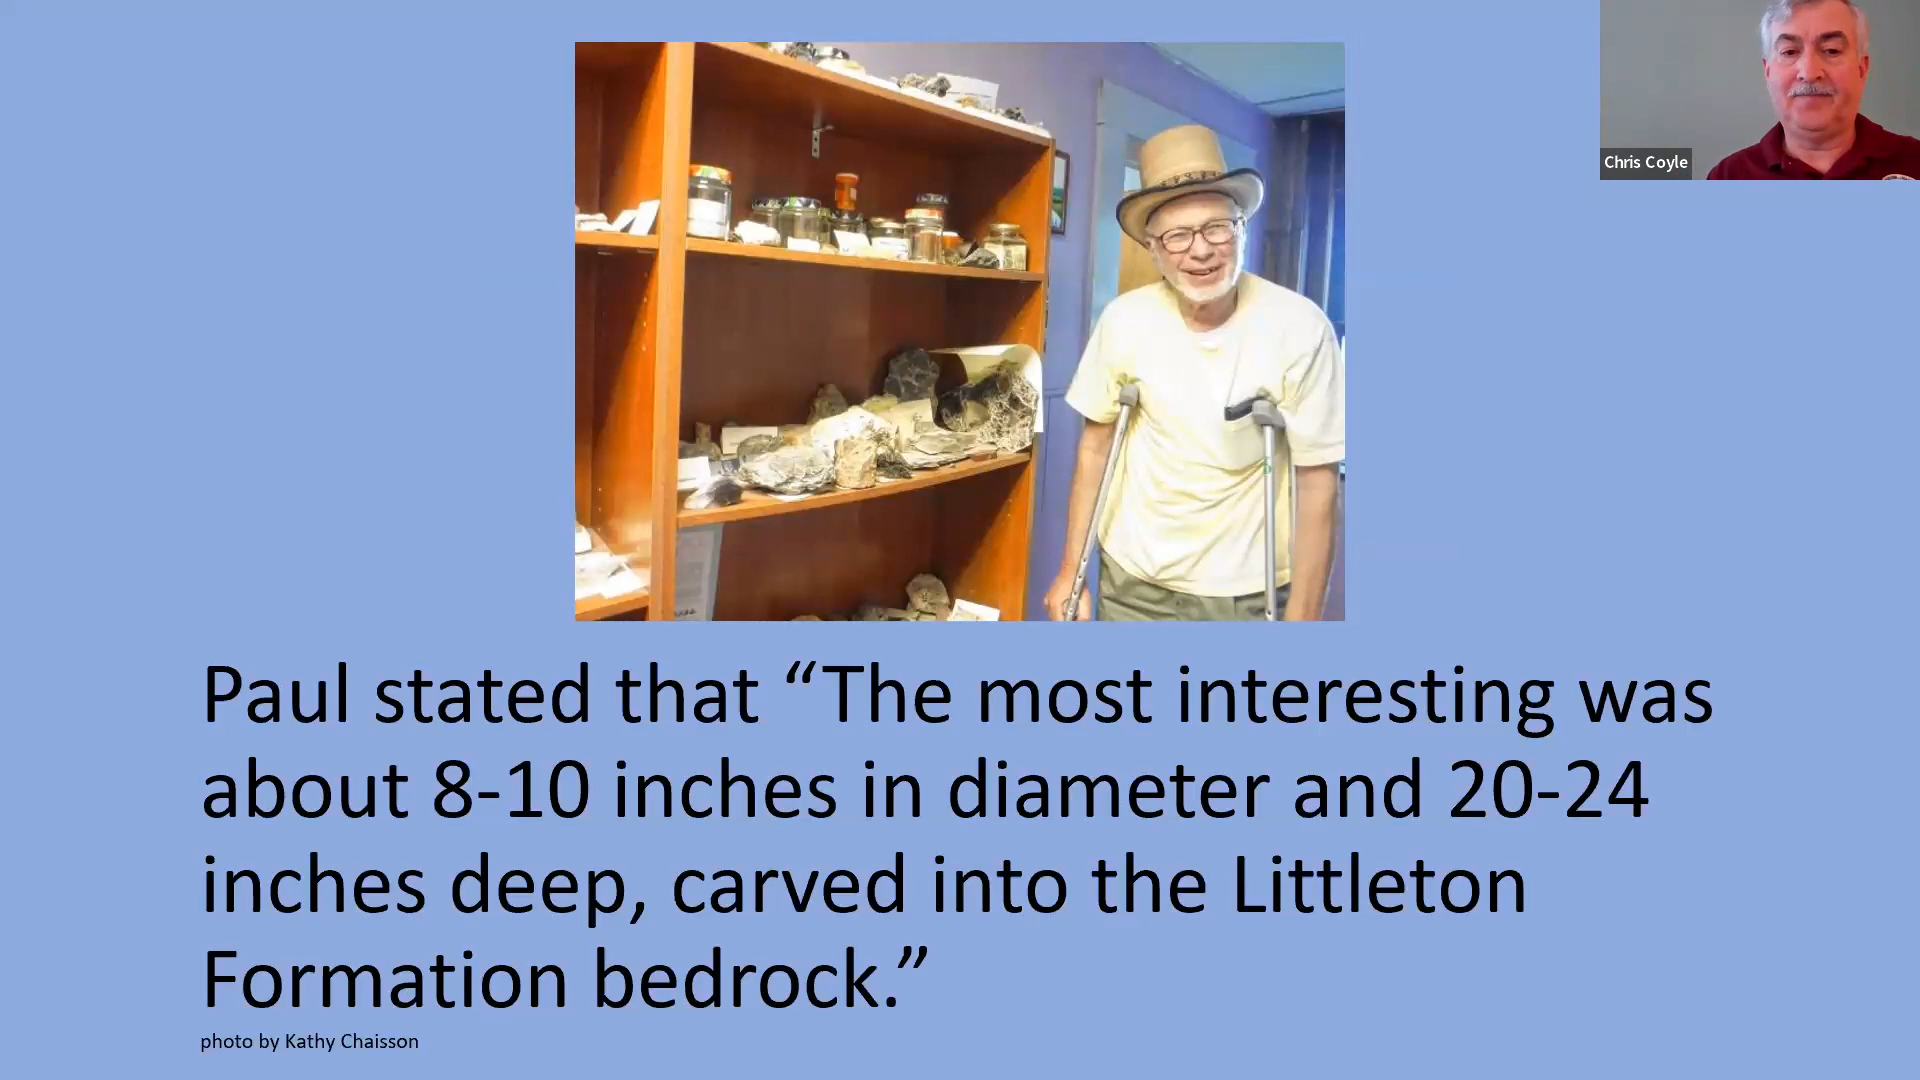 Chris Coyle
Paul stated that “The most interesting was
about 8-10 inches in diameter and 20-24
inches deep, carved into the Littleton
Formation bedrock.”
photo by Kathy Chaisson